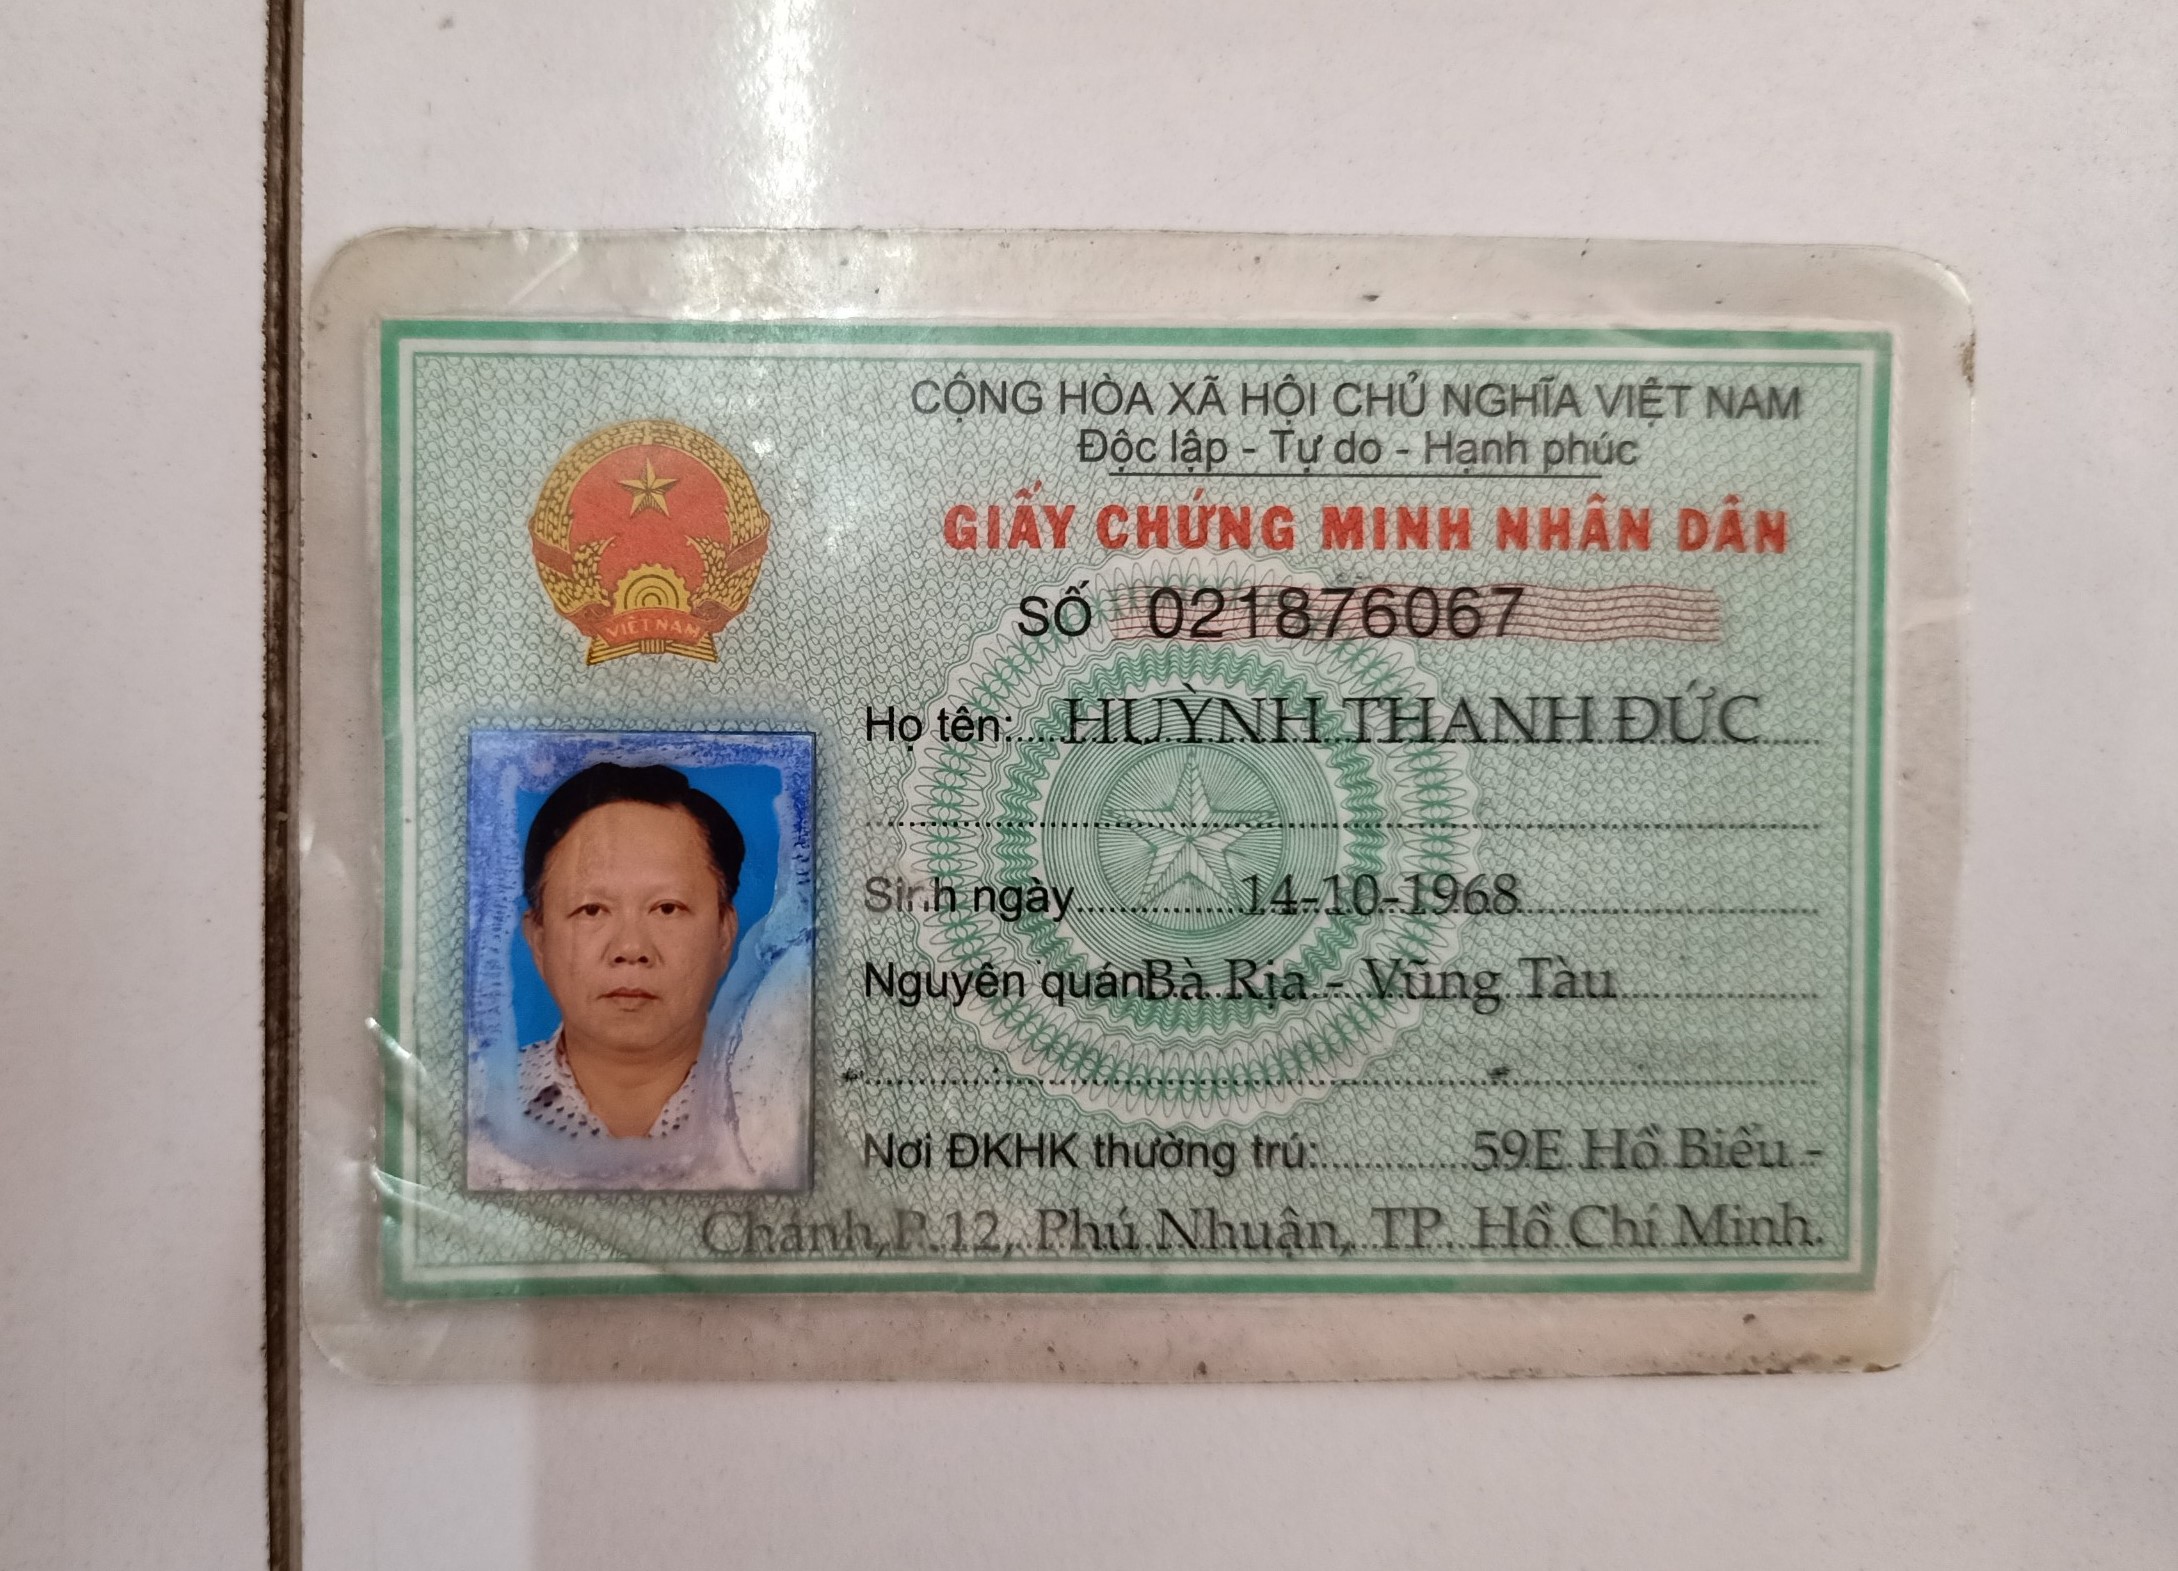 CỘNG HÒA XÃ HỘI CHỦ NGHĨA VIỆT NAM
Độc lập - Tự do - Hạnh phúc
GIẤY CHỨNG MINH NHÂN DÂN
SỐ 021876067
VIỆT NAM
Họ tên: HUỲNH THANH ĐỨC
Sinh ngày 14-10-1968
Nguyên quán Bà Rịa - Vũng Tàu
Nơi ĐKHK thường trú: 59E Hồ Biểu -
Chánh, P.12, Phú Nhuận, TP. Hồ Chí Minh.